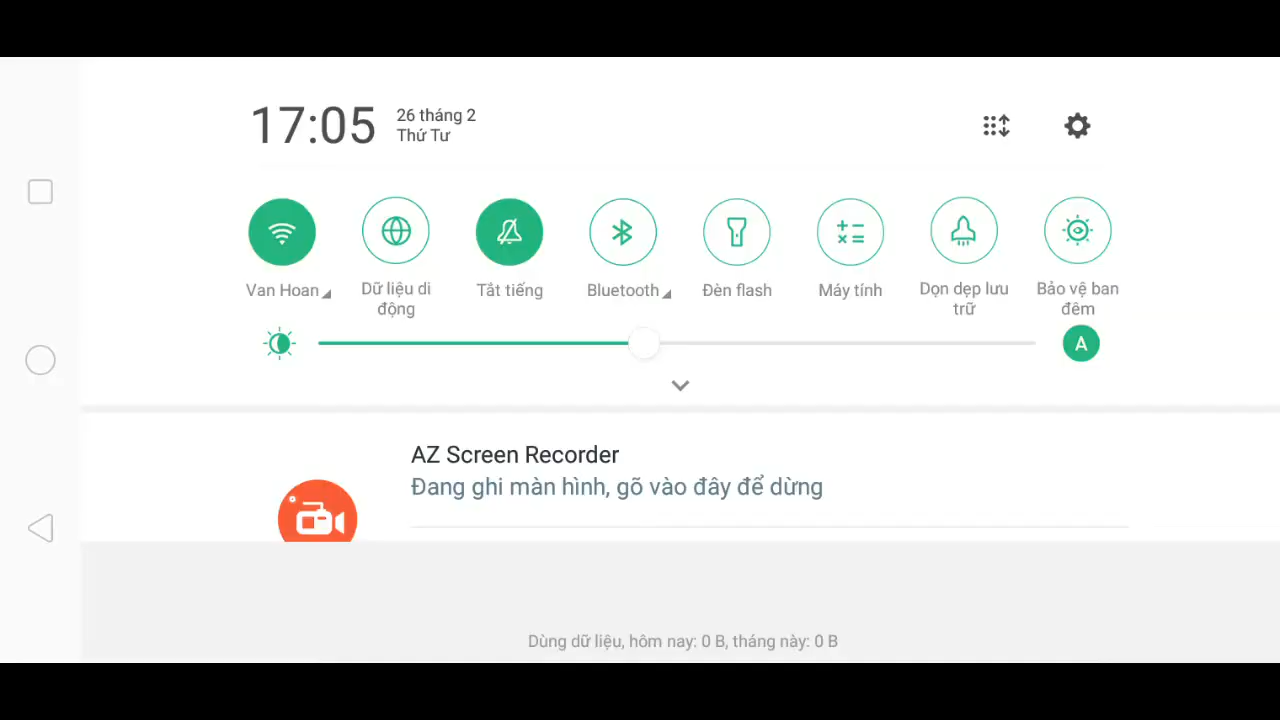 17:05
26 tháng 2
Thứ Tư
Van Hoan
Dữ liệu di
động
Tắt tiếng
Bluetooth
Đèn flash
Máy tính
Dọn dẹp lưu
trữ
Bảo vệ ban
đêm
A
AZ Screen Recorder
Đang ghi màn hình, gõ vào đây để dừng
Dùng dữ liệu, hôm nay: 0 B, tháng này: 0 B